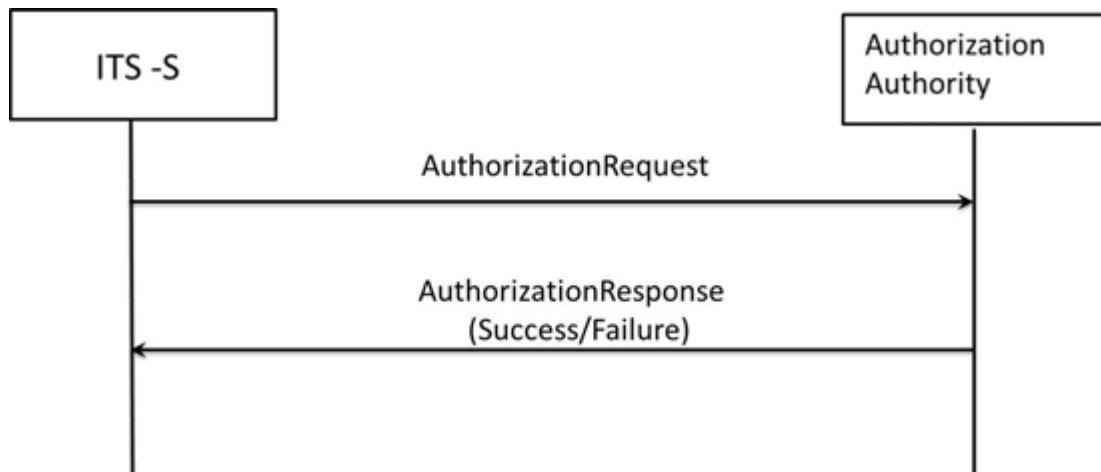 ITS -S
Authorization
Authority
AuthorizationRequest
AuthorizationResponse
(Success/Failure)